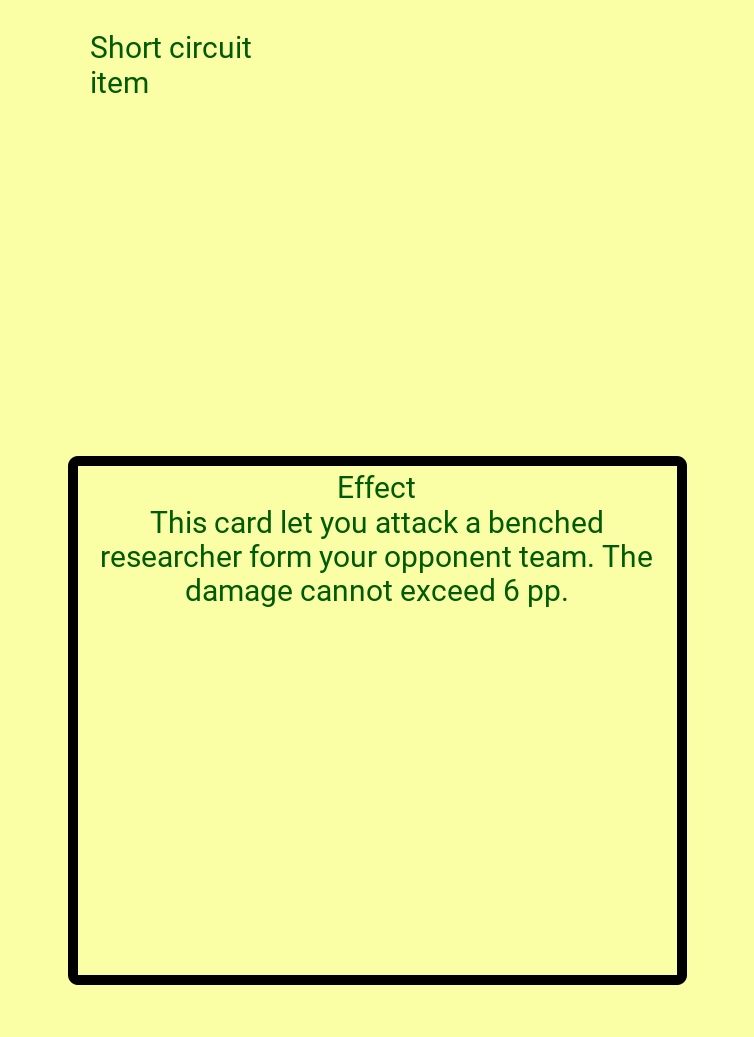 Short circuit
item
Effect
This card let you attack a benched
researcher form your opponent team. The
damage cannot exceed 6 pp.